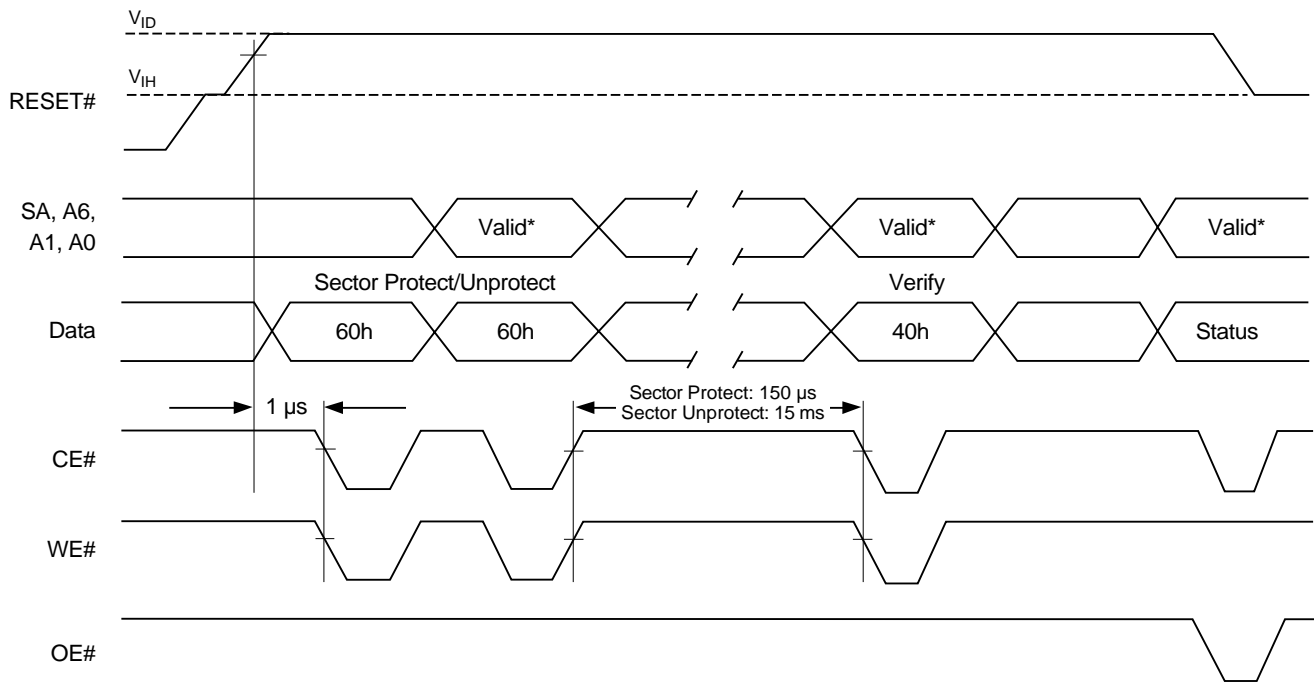 VID
VIH
RESET#
SA, A6,
A1, A0
Valid*
Valid*
Valid*
Sector Protect/Unprotect
Verify
Data
60h
60h
40h
Status
1 µs
Sector Protect: 150 µs
Sector Unprotect: 15 ms
CE#
WE#
OE#